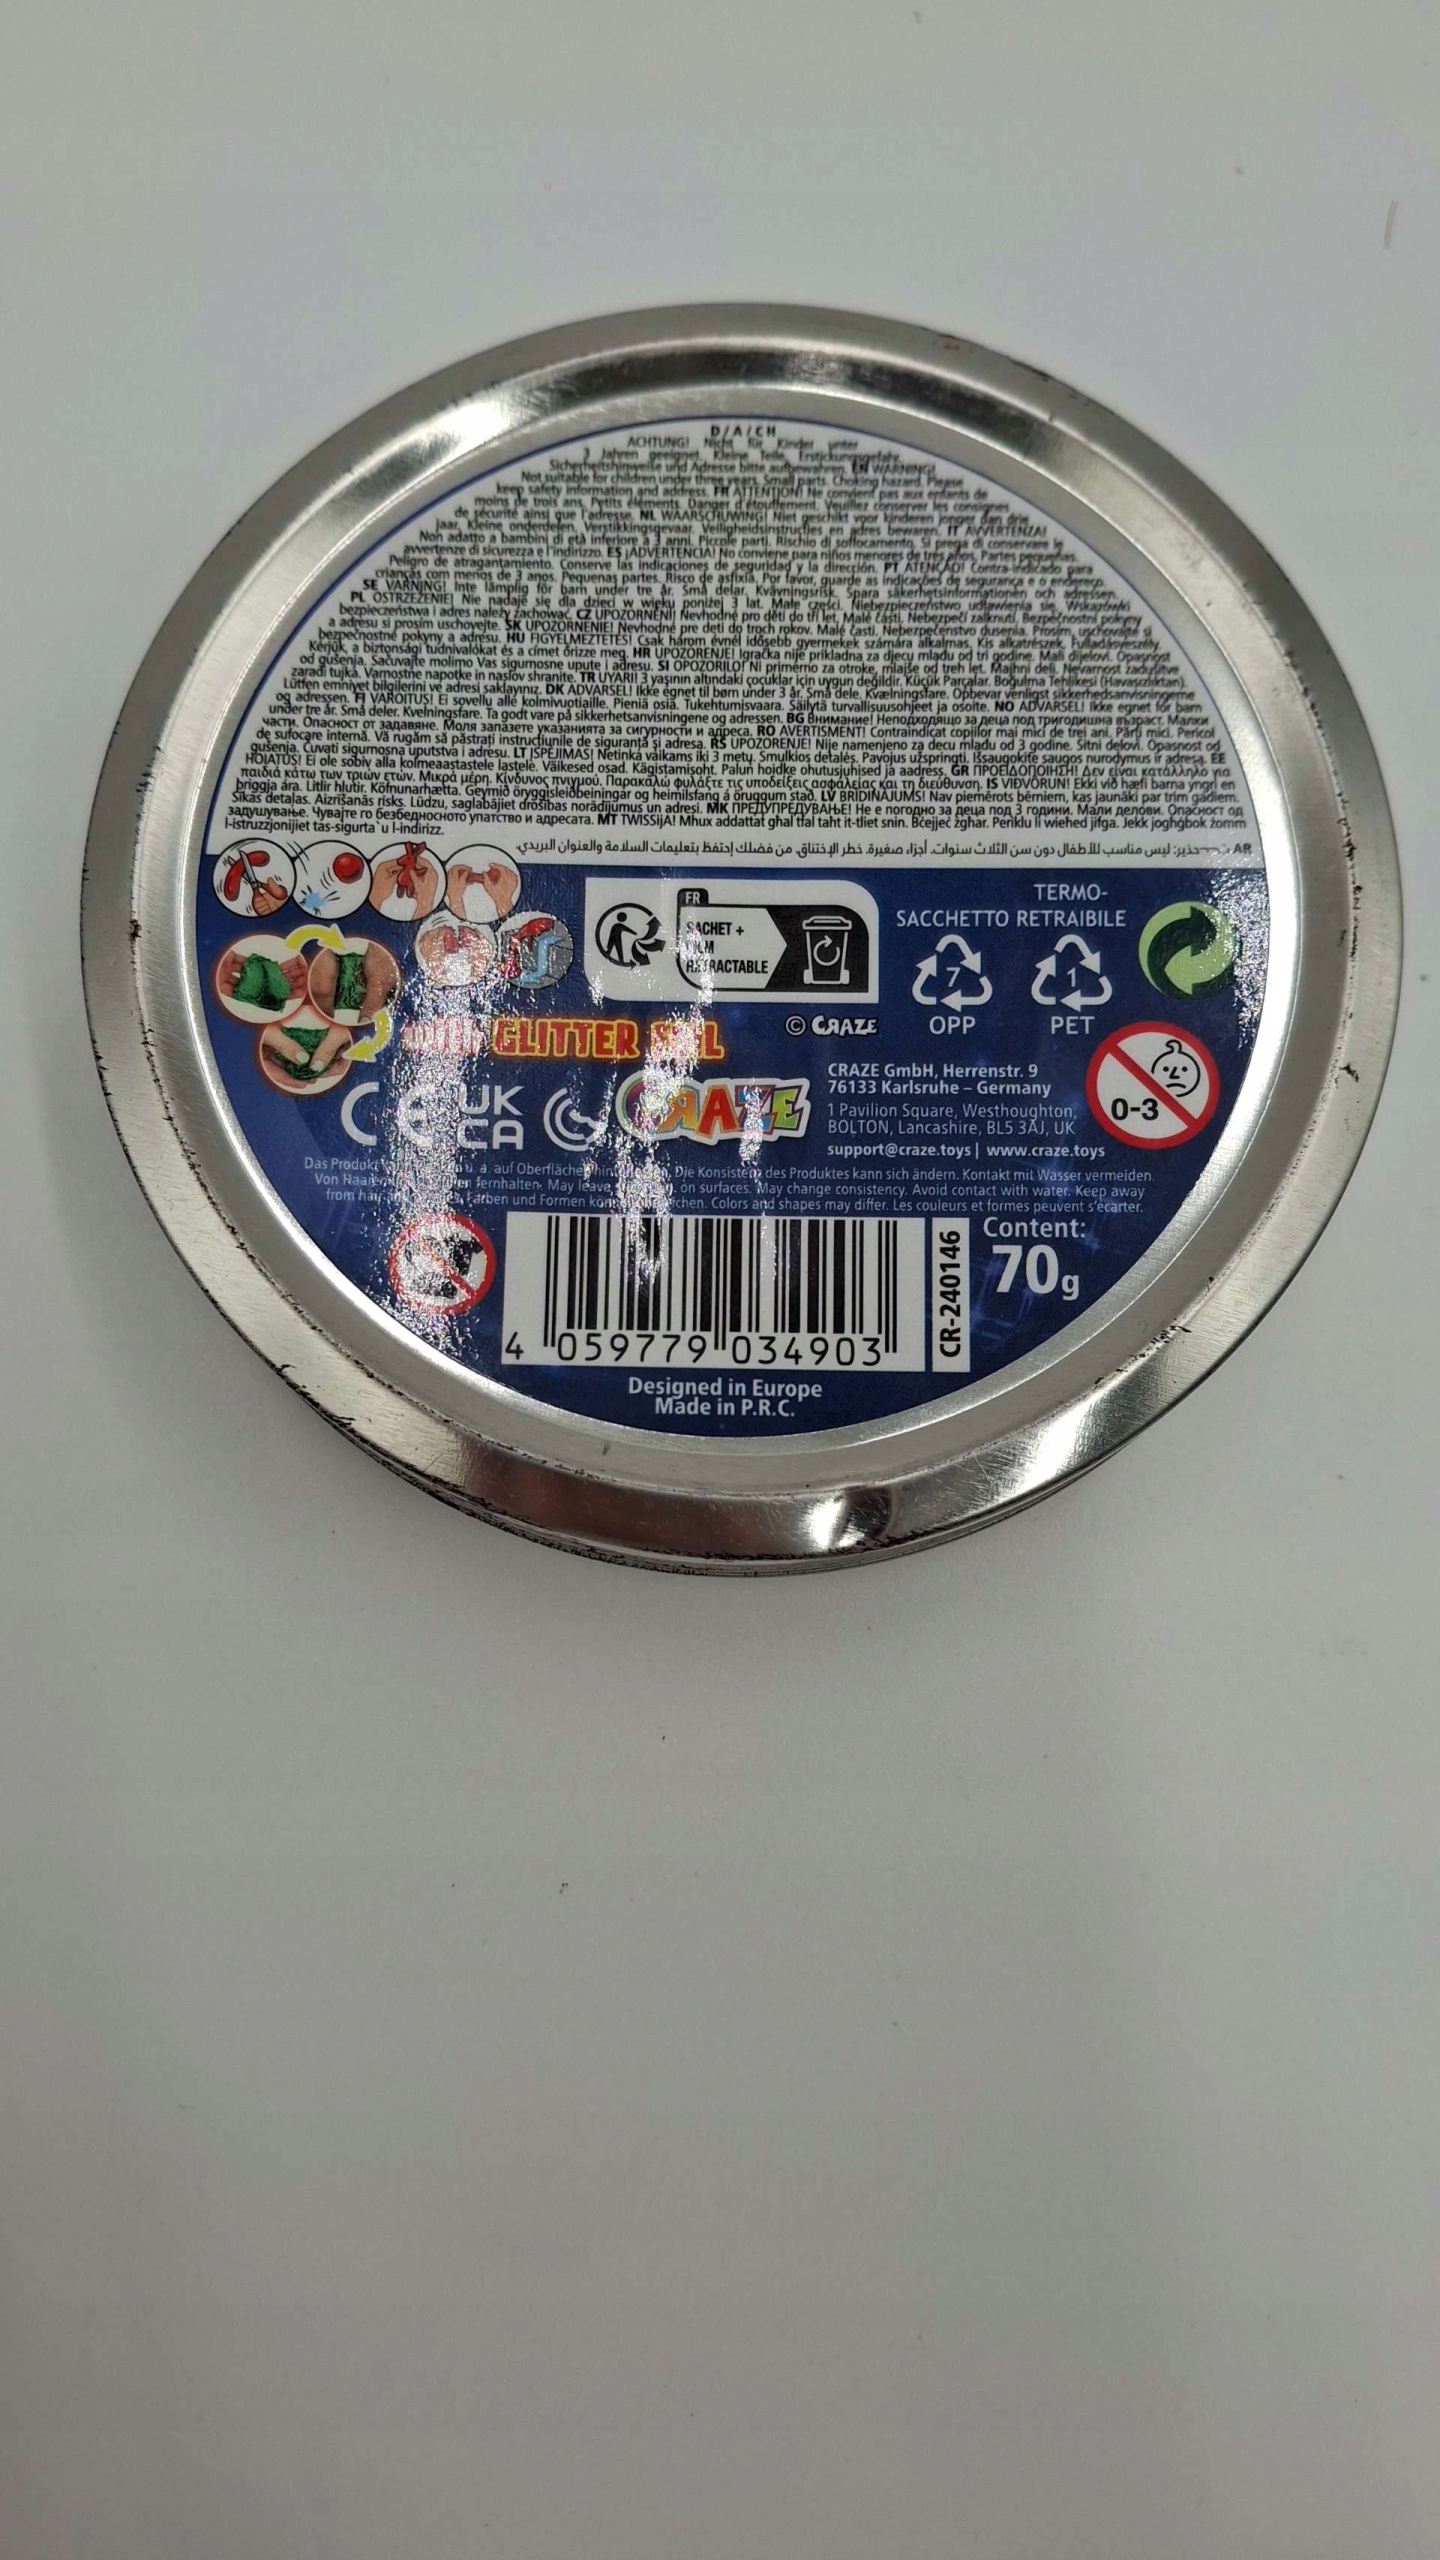 D/A/CH
ACHTUNG! Nicht für Kinder unter
3 Jahren geeignet. Kleine Teile. Erstickungsgefahr.
Sicherheitshinweise und Adresse bitte aufbewahren. EN WARNING!
Not suitable for children under three years. Small parts. Choking hazard. Please
keep safety information and address. FR ATTENTION! Ne convient pas aux enfants de
moins de trois ans. Petits éléments. Danger d'étouffement. Veuillez conserver les consignes
de sécurité ainsi que l'adresse. NL WAARSCHUWING! Niet geschikt voor kinderen jonger dan drie
jaar. Kleine onderdelen. Verstikkingsgevaar. Veiligheidsinstructies en adres bewaren. IT AVVERTENZA!
Non adatto a bambini di età inferiore a 3 anni. Piccole parti. Rischio di soffocamento. Si prega di conservare le
avvertenze di sicurezza e l'indirizzo. ES ¡ADVERTENCIA! No conviene para niños menores de tres años. Partes pequeñas.
Peligro de atragantamiento. Conserve las indicaciones de seguridad y la dirección. PT ATENÇÃO! Contra-indicado para
crianças com menos de 3 anos. Pequenas partes. Risco de asfixia. Por favor, guarde as indicações de segurança e o endereço.
SE VARNING! Inte lämplig för barn under tre år. Små delar. Kvävningsrisk. Spara säkerhetsinformationen och adressen.
PL OSTRZEŻENIE! Nie nadaje się dla dzieci w wieku poniżej 3 lat. Małe części. Niebezpieczeństwo udławienia się. Wskazówki
bezpieczeństwa i adres należy zachować. CZ UPOZORNĚNÍ! Nevhodné pro děti do tří let. Malé části. Nebezpečí zalknutí. Bezpečnostní pokyny
a adresu si prosím uschovejte. SK UPOZORNENIE! Nevhodné pre deti do troch rokov. Malé časti. Nebezpečenstvo dusenia. Prosím, uschovajte si
bezpečnostné pokyny a adresu. HU FIGYELMEZTETÉS! Csak három évnél idősebb gyermekek számára alkalmas. Kis alkatrészek. Fulladásveszély.
Kérjük, a biztonsági tudnivalókat és a címet őrizze meg. HR UPOZORENJE! Igračka nije prikladna za djecu mlađu od tri godine. Mali dijelovi. Opasnost
od gušenja. Sačuvajte molimo Vas sigurnosne upute i adresu. SI OPOZORILO! Ni primerno za otroke, mlajše od treh let. Majhni deli. Nevarnost zadušitve
zaradi tujka. Varnostne napotke in naslov shranite. TR UYARI! 3 yaşının altındaki çocuklar için uygun değildir. Küçük Parçalar. Boğulma Tehlikesi (Havasızlıktan).
Lütfen emniyet bilgilerini ve adresi saklayınız. DK ADVARSEL! Ikke egnet til børn under 3 år. Små dele. Kvælningsfare. Opbevar venligst sikkerhedsanvisningerne
og adressen. FI VAROITUS! Ei sovellu alle kolmivuotiaille. Pieniä osia. Tukehtumisvaara. Säilytä turvallisuusohjeet ja osoite. NO ADVARSEL! Ikke egnet for barn
under tre år. Små deler. Kvelningsfare. Ta godt vare på sikkerhetsanvisningene og adressen. BG Внимание! Неподходящо за деца под тригодишна възраст. Малки
части. Опасност от задавяне. Моля запазете указанията за сигурности и адреса. RO AVERTISMENT! Contraindicat copiilor mai mici de trei ani. Părți mici. Pericol
de sufocare internă. Vă rugăm să păstrați instrucțiunile de siguranță și adresa. RS UPOZORENJE! Nije namenjeno za decu mlađu od 3 godine. Sitni delovi. Opasnost od
gušenja. Čuvati sigurnosna uputstva i adresu. LT ĮSPĖJIMAS! Netinka vaikams iki 3 metų. Smulkios detalės. Pavojus užspringti. Išsaugokite saugos nurodymus ir adresą. EE
HOIATUS! Ei ole sobiv alla kolmeaastastele lastele. Väikesed osad. Kägistamisoht. Palun hoidke ohutusjuhised ja aadress. GR ΠΡΟΕΙΔΟΠΟΙΗΣΗ! Δεν είναι κατάλληλο για
παιδιά κάτω των τριών ετών. Μικρά μέρη. Κίνδυνος πνιγμού. Παρακαλώ φυλάξτε τις υποδείξεις ασφάλειας και τη διεύθυνση. IS VIÐVÖRUN! Ekki við hæfi barna yngri en
þriggja ára. Litlir hlutir. Köfnunarhætta. Geymið öryggisleiðbeiningar og heimilsfang á öruggum stað. LV BRĪDINĀJUMS! Nav piemērots bērniem, kas jaunāki par trim gadiem.
Sīkas detaļas. Aizrīšanās risks. Lūdzu, saglabājiet drošības norādījumus un adresi. MK ПРЕДУПРЕДУВАЊЕ! Не е погодно за деца под 3 години. Мали делови. Опасност од
задушување. Чувајте го безбедносното упатство и адресата. MT TWISSIJA! Mhux addattat għal tfal taħt it-tliet snin. Bċejjeċ żgħar. Periklu li wieħed jifga. Jekk jogħġbok żomm
l-istruzzjonijiet tas-sigurta` u l-indirizz.
AR تحذير: ليس مناسب للأطفال دون سن الثلاث سنوات. أجزاء صغيرة. خطر الإختناق. من فضلك إحتفظ بتعليمات السلامة والعنوان البريدي.
FR
SACHET +
FILM
RÉTRACTABLE
TERMO-
SACCHETTO RETRAIBILE
7
OPP
1
PET
GLITTER
© CRAZE
CE
UK
CA
CRAZE
CRAZE GmbH, Herrenstr. 9
76133 Karlsruhe – Germany
1 Pavilion Square, Westhoughton,
BOLTON, Lancashire, BL5 3AJ, UK
support@craze.toys | www.craze.toys
0-3
Das Produkt u. a. auf Oberflächen Die Konsistenz des Produktes kann sich ändern. Kontakt mit Wasser vermeiden.
Von Haaren fernhalten. May leave on surfaces. May change consistency. Avoid contact with water. Keep away
from hair Farben und Formen können abweichen. Colors and shapes may differ. Les couleurs et formes peuvent s'écarter.
4 059779 034903
CR-240146
Content:
70g
Designed in Europe
Made in P.R.C.